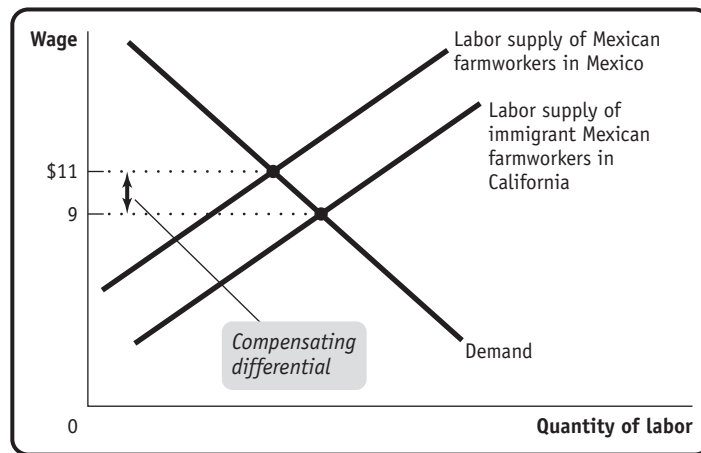 Wage
Labor supply of Mexican
farmworkers in Mexico
Labor supply of
immigrant Mexican
farmworkers in
California
$11
9
Compensating
differential
Demand
0
Quantity of labor